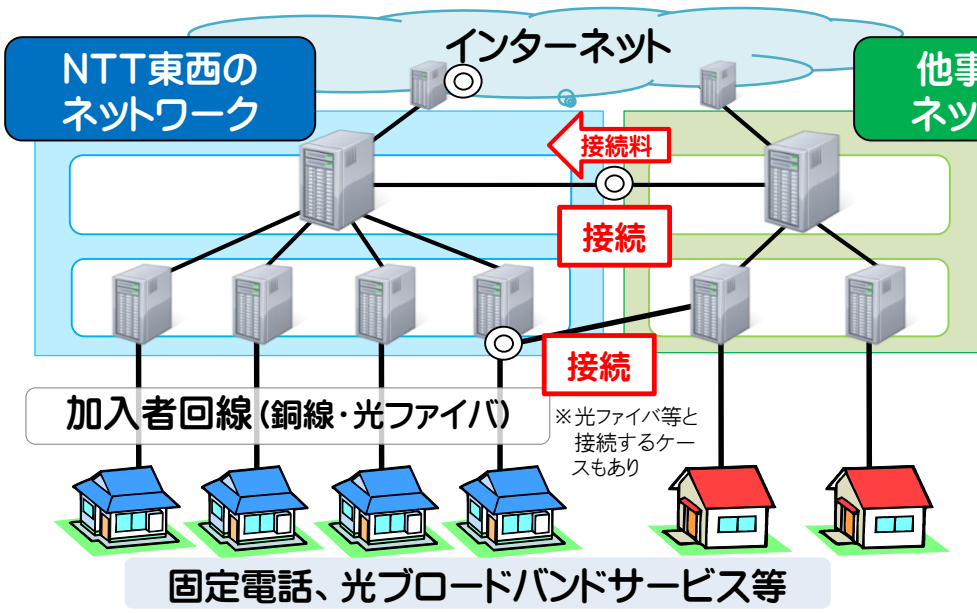 インターネット
NTT東西の
ネットワーク
他事
ネッ
接続料
接続
接続
加入者回線(銅線・光ファイバ)
※光ファイバ等と
接続するケー
スもあり
固定電話、光ブロードバンドサービス等